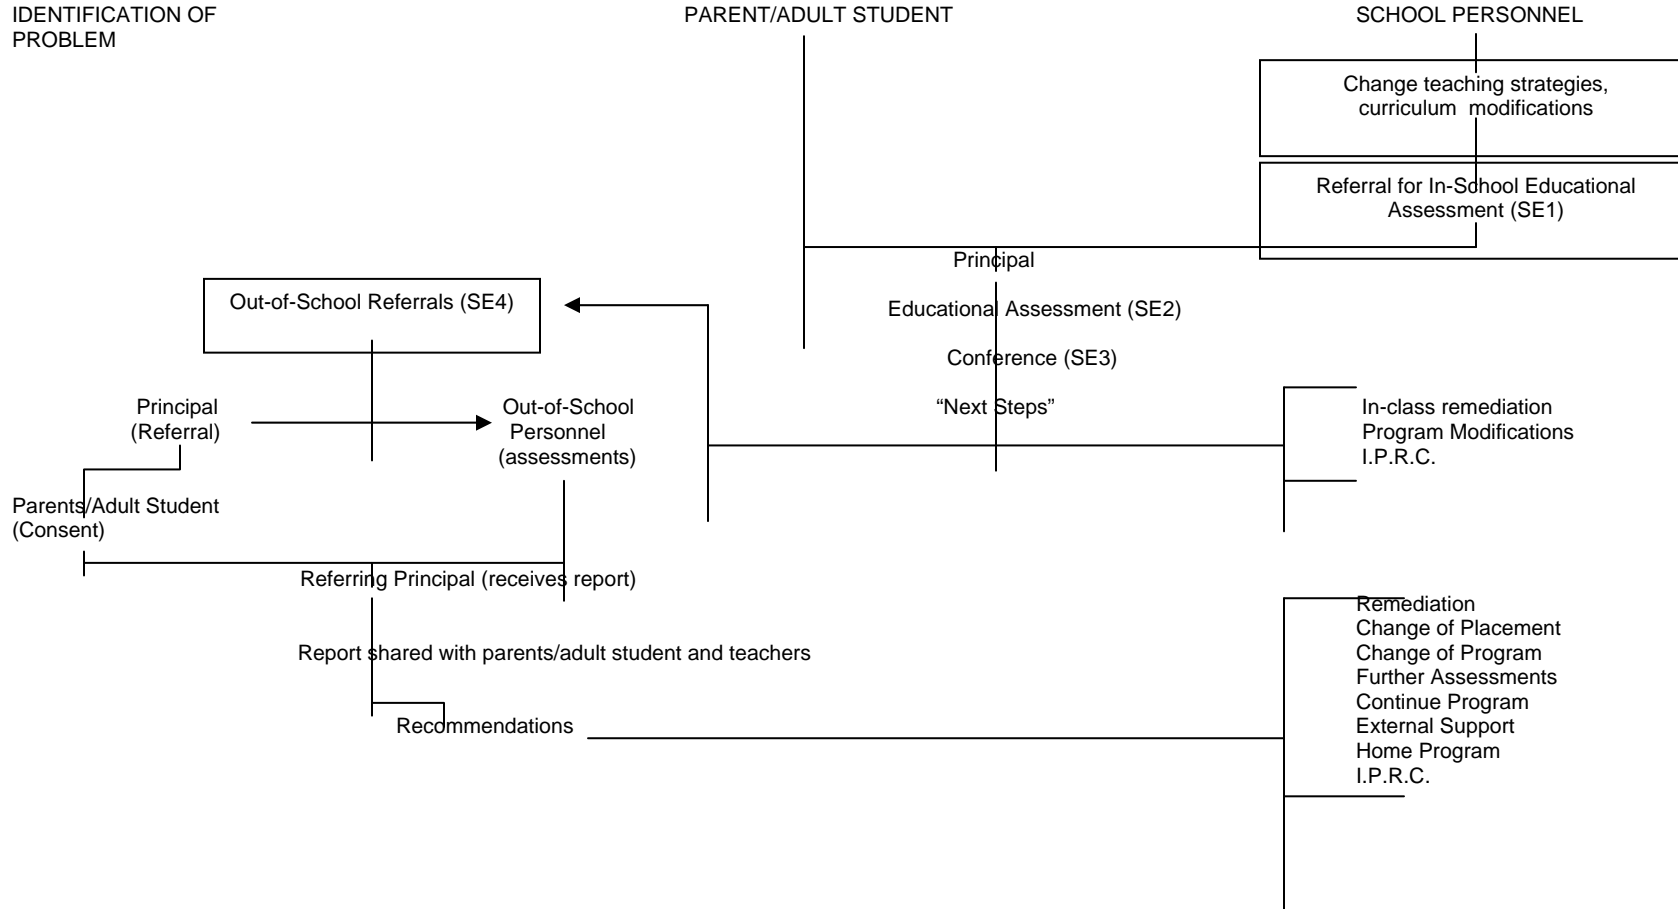 IDENTIFICATION OF
PROBLEM
PARENT/ADULT STUDENT
SCHOOL PERSONNEL
Change teaching strategies,
curriculum modifications
Referral for In-School Educational
Assessment (SE1)
Principal
Educational Assessment (SE2)
Conference (SE3)
“Next Steps”
Out-of-School Referrals (SE4)
Principal
(Referral)
Out-of-School
Personnel
(assessments)
In-class remediation
Program Modifications
I.P.R.C.
Parents/Adult Student
(Consent)
Referring Principal (receives report)
Report shared with parents/adult student and teachers
Recommendations
Remediation
Change of Placement
Change of Program
Further Assessments
Continue Program
External Support
Home Program
I.P.R.C.